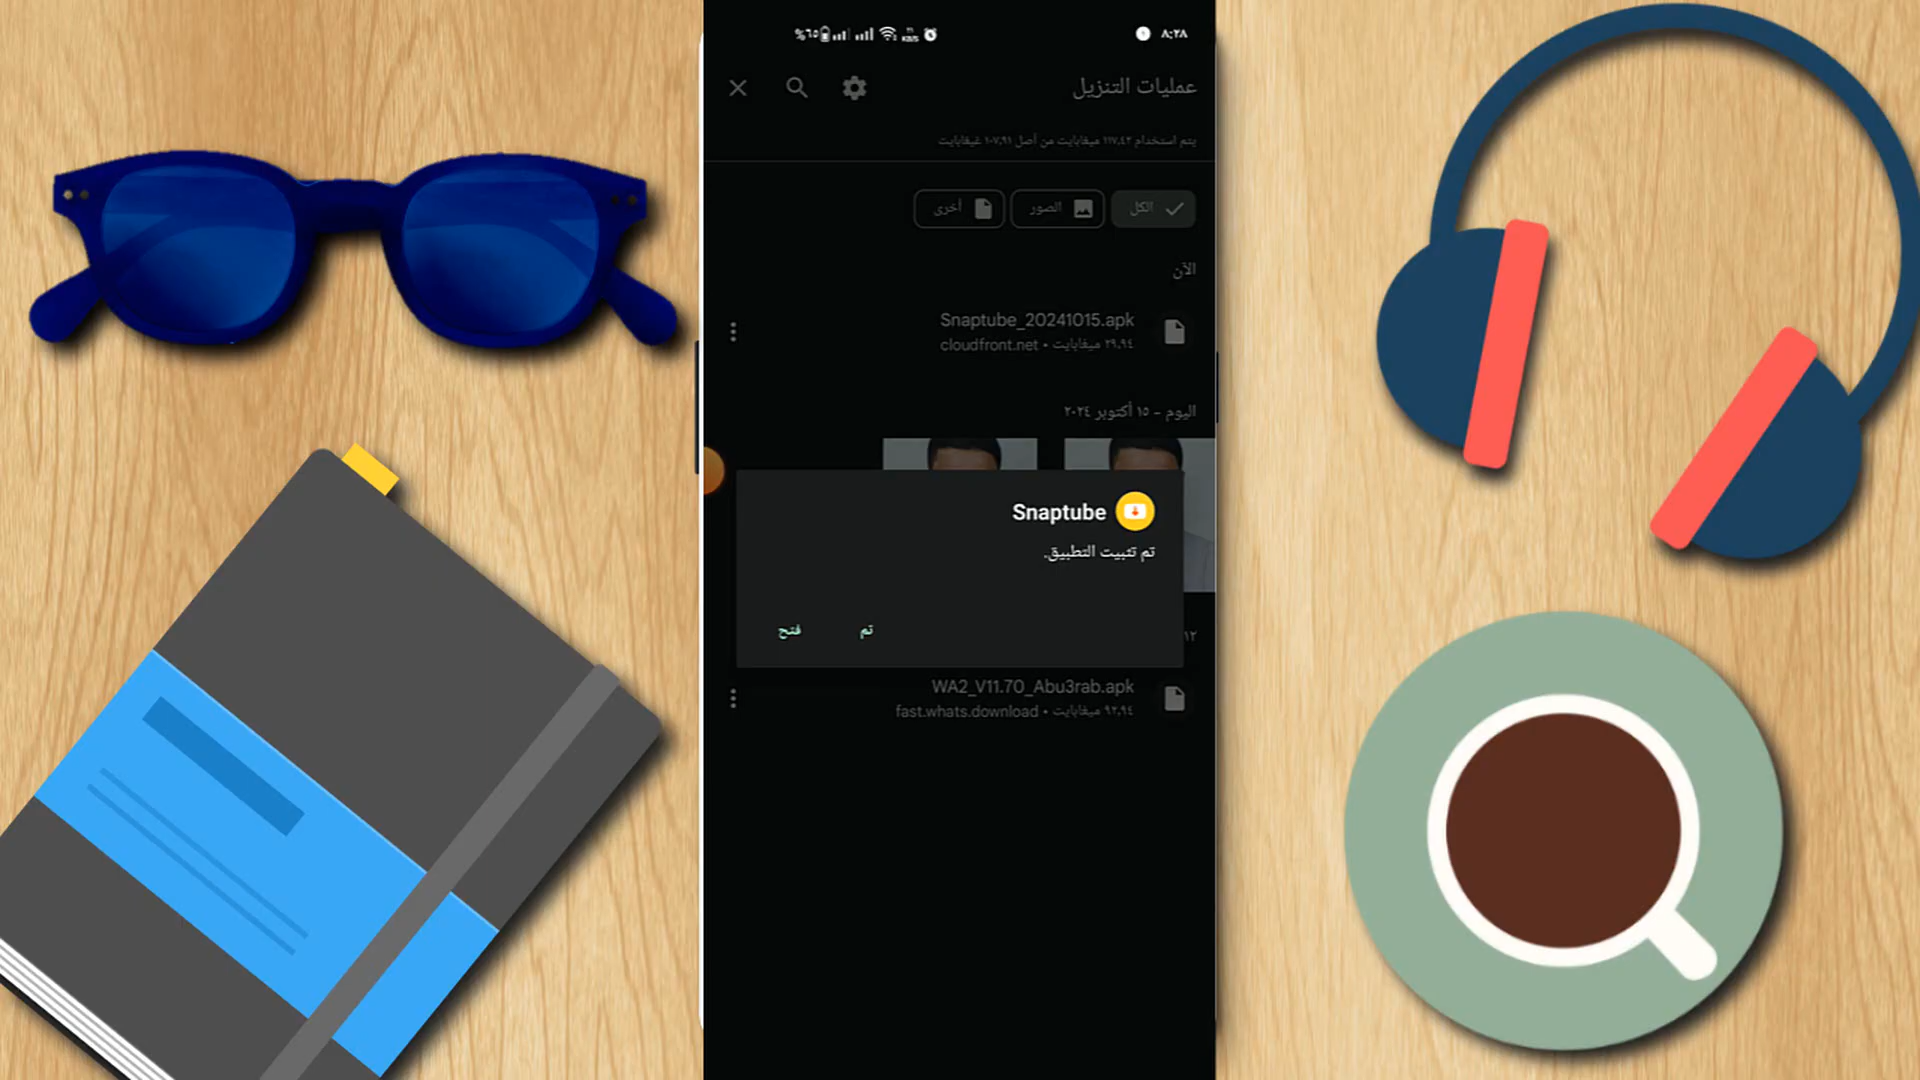 ٨:٢٨
%٦٥
عمليات التنزيل
يتم استخدام ١١٧٫٤٢ ميغابايت من أصل ١٠٧٫٩١ غيغابايت
الكل
الصور
أخرى
الآن
Snaptube_20241015.apk
٢٩٫٩٤ ميغابايت • cloudfront.net
اليوم – ١٥ أكتوبر ٢٠٢٤
Snaptube
تم تثبيت التطبيق.
تم
فتح
١٢
WA2_V11.70_Abu3rab.apk
٩٢٫٩٤ ميغابايت • fast.whats.download